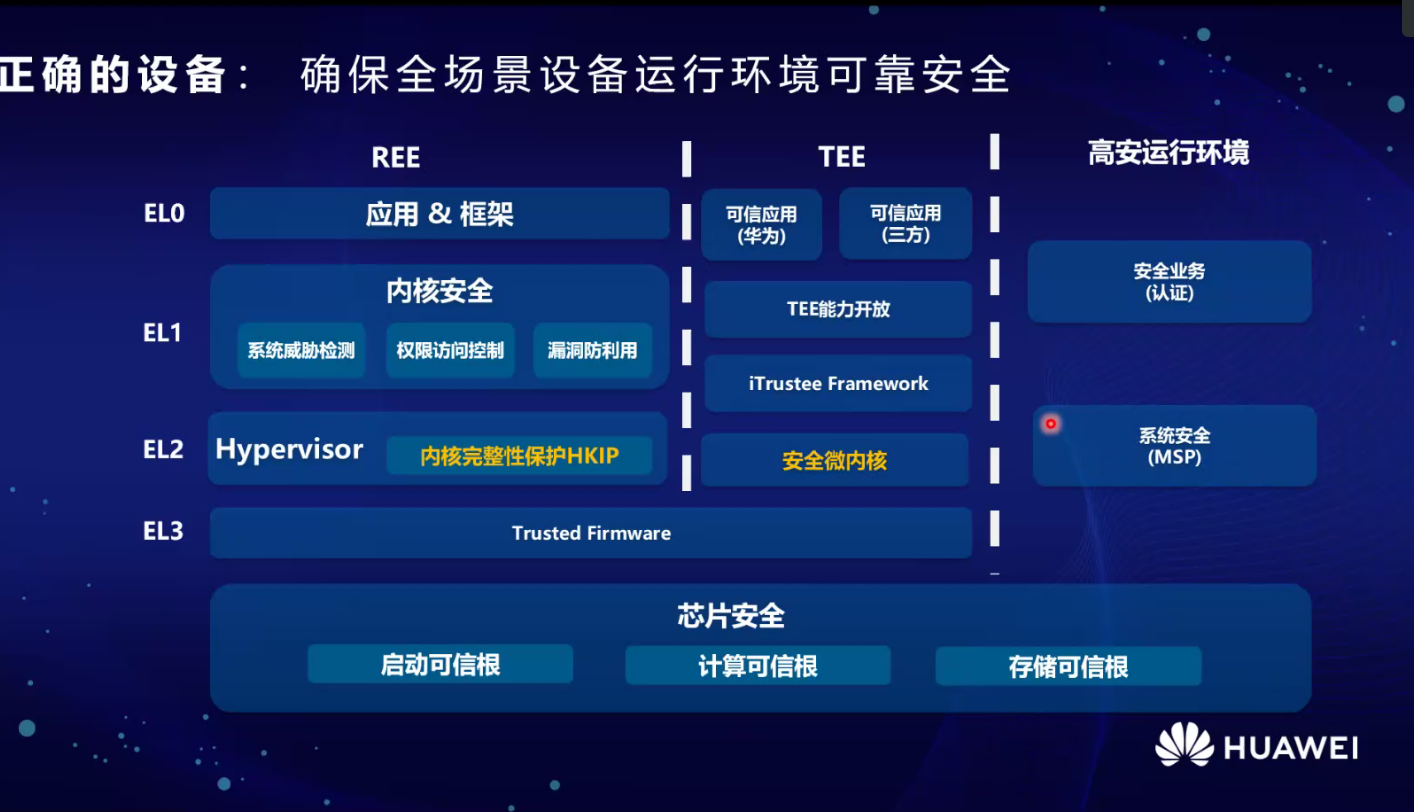 正确的设备： 确保全场景设备运行环境可靠安全
REE
TEE
高安运行环境
EL0
应用 & 框架
可信应用
(华为)
可信应用
(三方)
安全业务
(认证)
EL1
内核安全
系统威胁检测
权限访问控制
漏洞防利用
TEE能力开放
iTrustee Framework
EL2
Hypervisor
内核完整性保护HKIP
安全微内核
系统安全
(MSP)
EL3
Trusted Firmware
芯片安全
启动可信根
计算可信根
存储可信根
HUAWEI